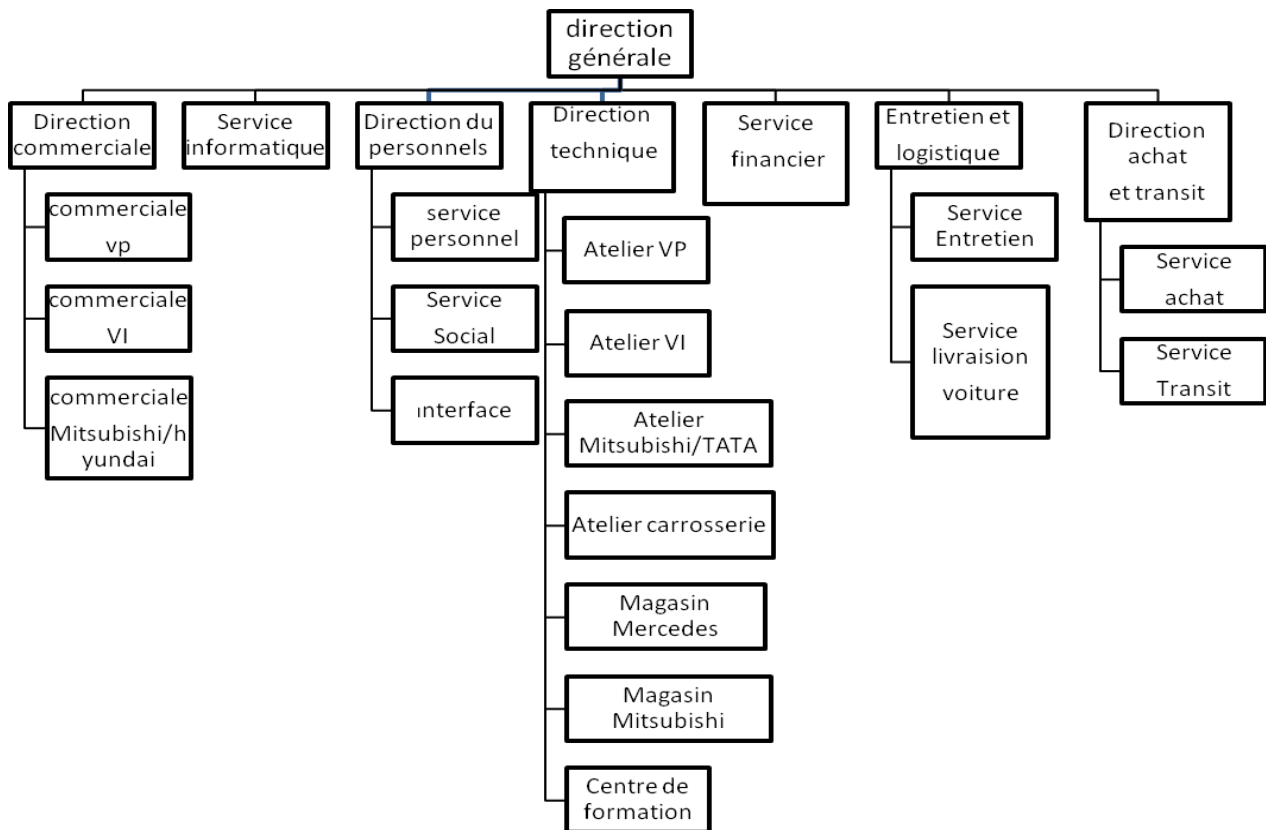 direction
générale
Direction
commerciale
Service
informatique
Direction du
personnels
Direction
technique
Service
financier
Entretien et
logistique
Direction
achat
et transit
commerciale
vp
commerciale
VI
commerciale
Mitsubishi/h
yundai
service
personnel
Service
Social
interface
Atelier VP
Atelier VI
Atelier
Mitsubishi/TATA
Atelier carrosserie
Magasin
Mercedes
Magasin
Mitsubishi
Centre de
formation
Service
Entretien
Service
livraision
voiture
Service
achat
Service
Transit